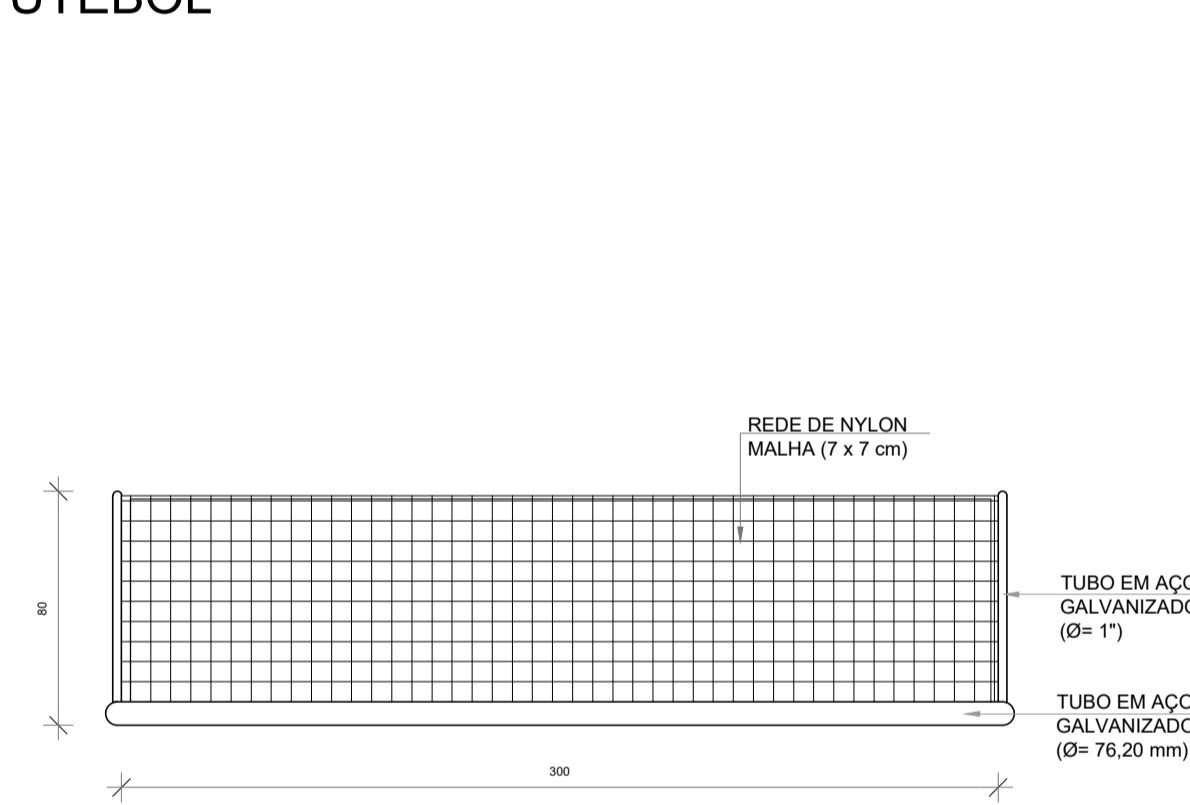 UTEBOL
REDE DE NYLON
MALHA (7 x 7 cm)
80
TUBO EM AÇO
GALVANIZADO
(Ø= 1")
TUBO EM AÇO
GALVANIZADO
(Ø= 76,20 mm)
300